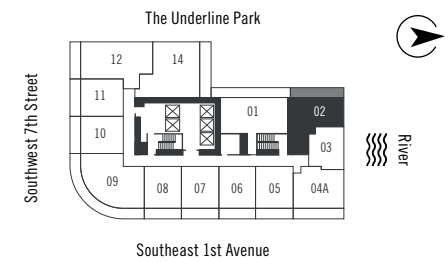 The Underline Park
12
14
11
01
02
10
03
09
08
07
06
05
04A
Southwest 7th Street
River
Southeast 1st Avenue